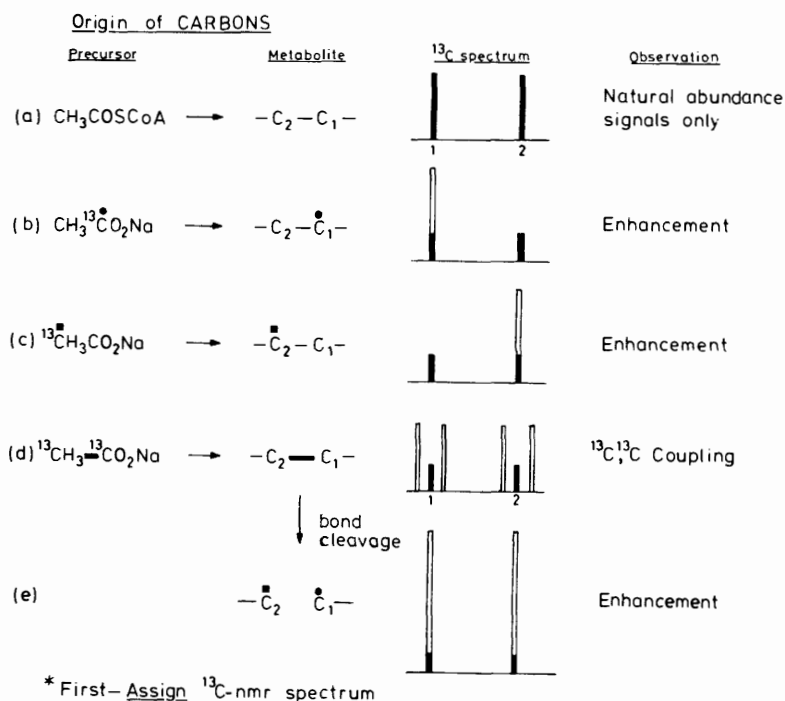 Origin of CARBONS
Precursor Metabolite ¹³C spectrum Observation
(a) CH₃COSCoA → –C₂–C₁– Natural abundance
signals only
1 2
(b) CH₃¹³CO₂Na → –C₂–C₁– Enhancement
(c) ¹³CH₃CO₂Na → –C₂–C₁– Enhancement
(d) ¹³CH₃–¹³CO₂Na → –C₂–C₁– ¹³C,¹³C Coupling
1 2
bond
cleavage
(e) –C₂ C₁– Enhancement
*First–Assign ¹³C-nmr spectrum